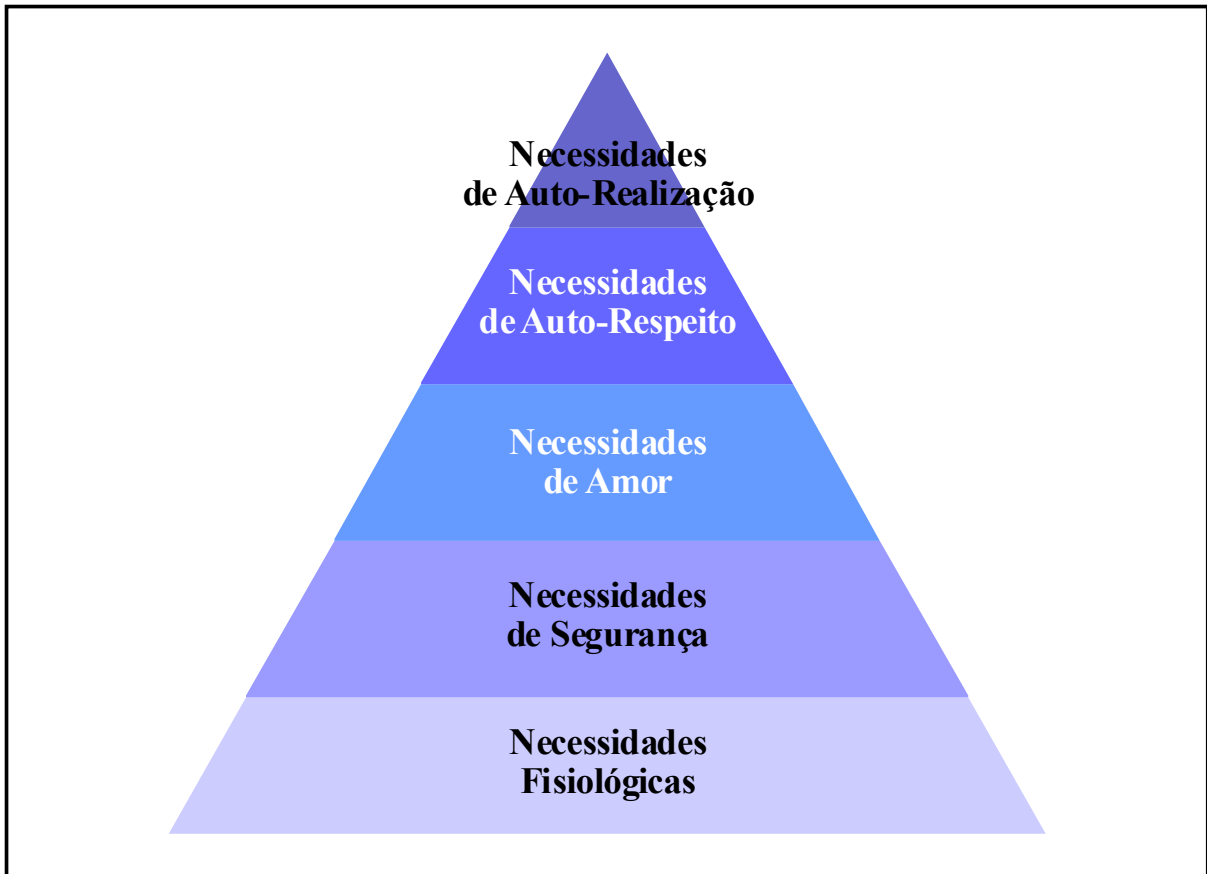 Necessidades
de Auto-Realização
Necessidades
de Auto-Respeito
Necessidades
de Amor
Necessidades
de Segurança
Necessidades
Fisiológicas